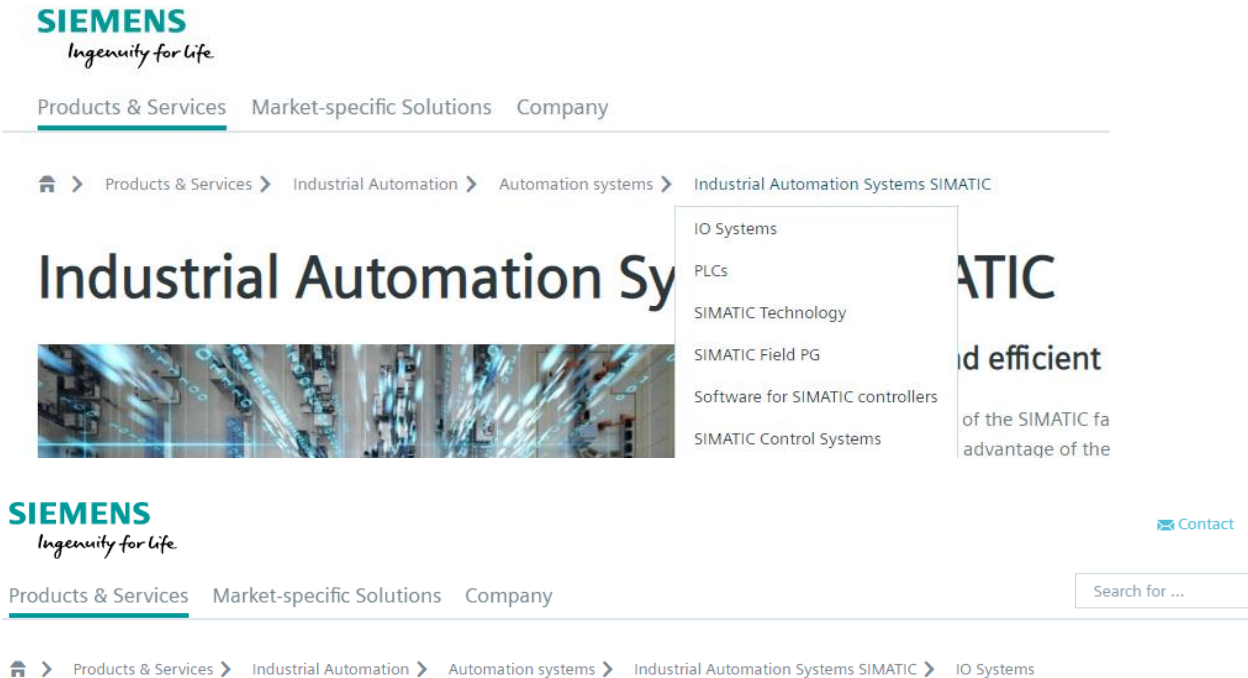 SIEMENS
Ingenuity for life
Products & Services Market-specific Solutions Company
Products & Services Industrial Automation Automation systems Industrial Automation Systems SIMATIC
IO Systems
PLCs
SIMATIC Technology
SIMATIC Field PG
Software for SIMATIC controllers
SIMATIC Control Systems
Industrial Automation Sy ATIC
d efficient
of the SIMATIC fa
advantage of the
SIEMENS
Ingenuity for life
Contact
Products & Services Market-specific Solutions Company
Search for ...
Products & Services Industrial Automation Automation systems Industrial Automation Systems SIMATIC IO Systems